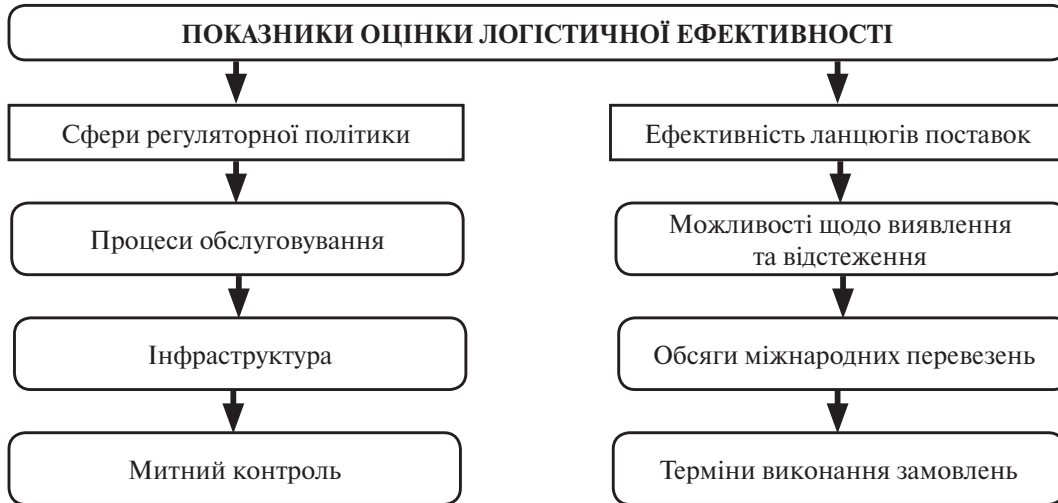 ПОКАЗНИКИ ОЦІНКИ ЛОГІСТИЧНОЇ ЕФЕКТИВНОСТІ
Сфери регуляторної політики
Ефективність ланцюгів поставок
Процеси обслуговування
Можливості щодо виявлення
та відстеження
Інфраструктура
Обсяги міжнародних перевезень
Митний контроль
Терміни виконання замовлень